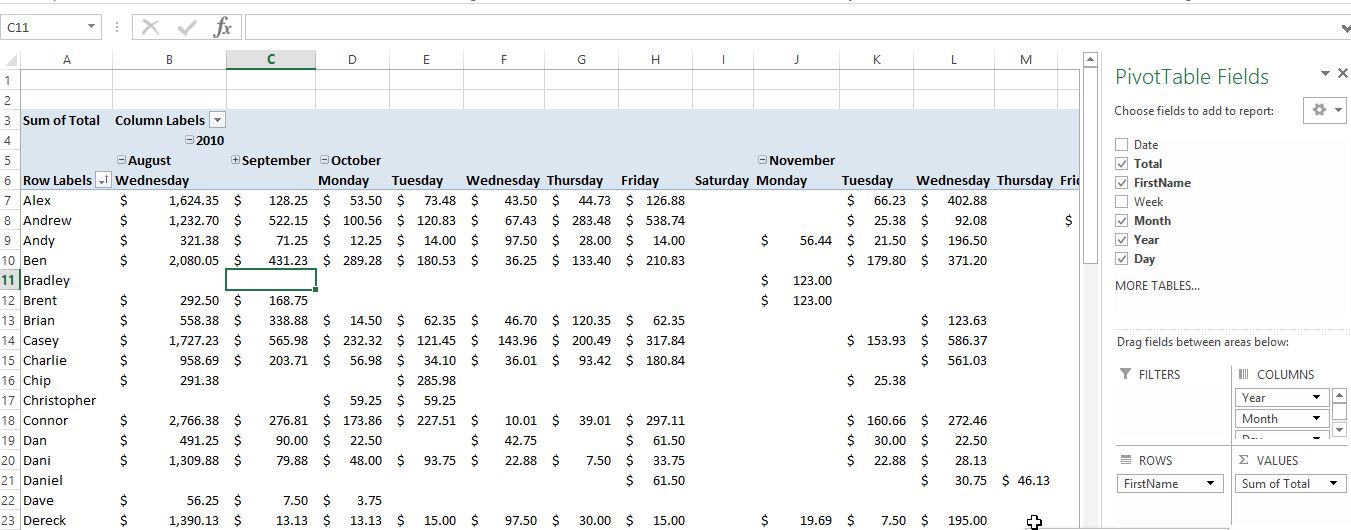 C11 fx
A B C D E F G H I J K L M
1
2
3 Sum of Total Column Labels
4 2010
5 August September October November
6 Row Labels Wednesday Monday Tuesday Wednesday Thursday Friday Saturday Monday Tuesday Wednesday Thursday
7 Alex $ 1,624.35 $ 128.25 $ 53.50 $ 73.48 $ 43.50 $ 44.73 $ 126.88 $ 66.23 $ 402.88
8 Andrew $ 1,232.70 $ 522.15 $ 100.56 $ 120.83 $ 67.43 $ 283.48 $ 538.74 $ 25.38 $ 92.08 $
9 Andy $ 321.38 $ 71.25 $ 12.25 $ 14.00 $ 97.50 $ 28.00 $ 14.00 $ 56.44 $ 21.50 $ 196.50
10 Ben $ 2,080.05 $ 431.23 $ 289.28 $ 180.53 $ 36.25 $ 133.40 $ 210.83 $ 179.80 $ 371.20
11 Bradley $ 123.00
12 Brent $ 292.50 $ 168.75 $ 123.00
13 Brian $ 558.38 $ 338.88 $ 14.50 $ 62.35 $ 46.70 $ 120.35 $ 62.35 $ 123.63
14 Casey $ 1,727.23 $ 565.98 $ 232.32 $ 121.45 $ 143.96 $ 200.49 $ 317.84 $ 153.93 $ 586.37
15 Charlie $ 958.69 $ 203.71 $ 56.98 $ 34.10 $ 36.01 $ 93.42 $ 180.84 $ 561.03
16 Chip $ 291.38 $ 285.98 $ 25.38
17 Christopher $ 59.25 $ 59.25
18 Connor $ 2,766.38 $ 276.81 $ 173.86 $ 227.51 $ 10.01 $ 39.01 $ 297.11 $ 160.66 $ 272.46
19 Dan $ 491.25 $ 90.00 $ 22.50 $ 42.75 $ 61.50 $ 30.00 $ 22.50
20 Dani $ 1,309.88 $ 79.88 $ 48.00 $ 93.75 $ 22.88 $ 7.50 $ 33.75 $ 22.88 $ 28.13
21 Daniel $ 61.50 $ 30.75 $ 46.13
22 Dave $ 56.25 $ 7.50 $ 3.75
23 Dereck $ 1,390.13 $ 13.13 $ 13.13 $ 15.00 $ 97.50 $ 30.00 $ 15.00 $ 19.69 $ 7.50 $ 195.00
PivotTable Fields
Choose fields to add to report:
Date
Total
FirstName
Week
Month
Year
Day
MORE TABLES...
Drag fields between areas below:
FILTERS COLUMNS
Year
Month
ROWS Σ VALUES
FirstName Sum of Total